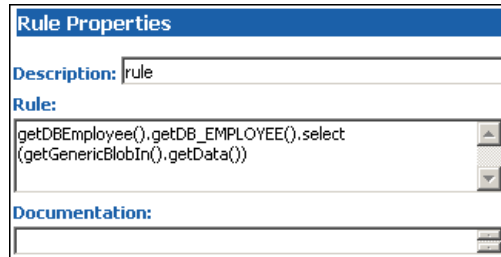 Rule Properties
Description: rule
Rule:
getDBEmployee().getDB_EMPLOYEE().select
(getGenericBlobIn().getData())
Documentation: